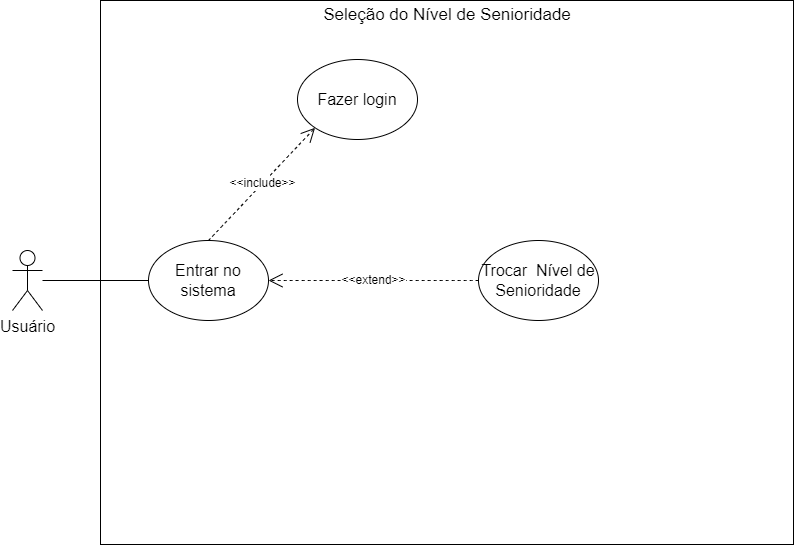 Seleção do Nível de Senioridade
Fazer login
<<include>>
Entrar no
sistema
<<extend>>
Trocar Nível de
Senioridade
Usuário